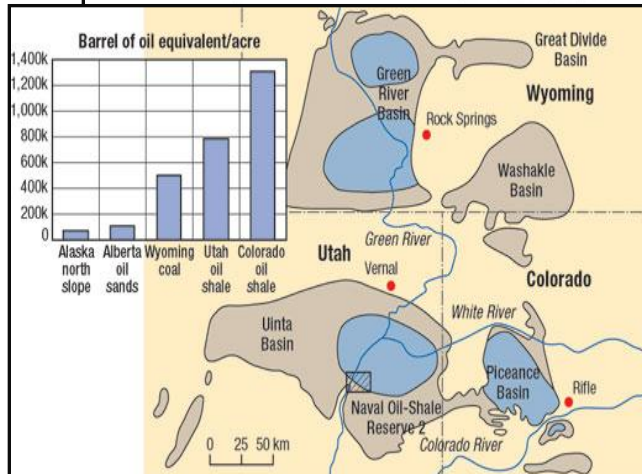 Barrel of oil equivalent/acre
1,400k
1,200k
1,000k
800k
600k
400k
200k
0
Alaska
north
slope
Alberta
oil
sands
Wyoming
coal
Utah
oil
shale
Colorado
oil
shale
Great Divide
Basin
Green
River
Basin
Wyoming
Rock Springs
Washakle
Basin
Utah
Green River
Vernal
Colorado
White River
Uinta
Basin
Piceance
Basin
Rifle
Naval Oil-Shale
Reserve 2
Colorado River
0 25 50 km